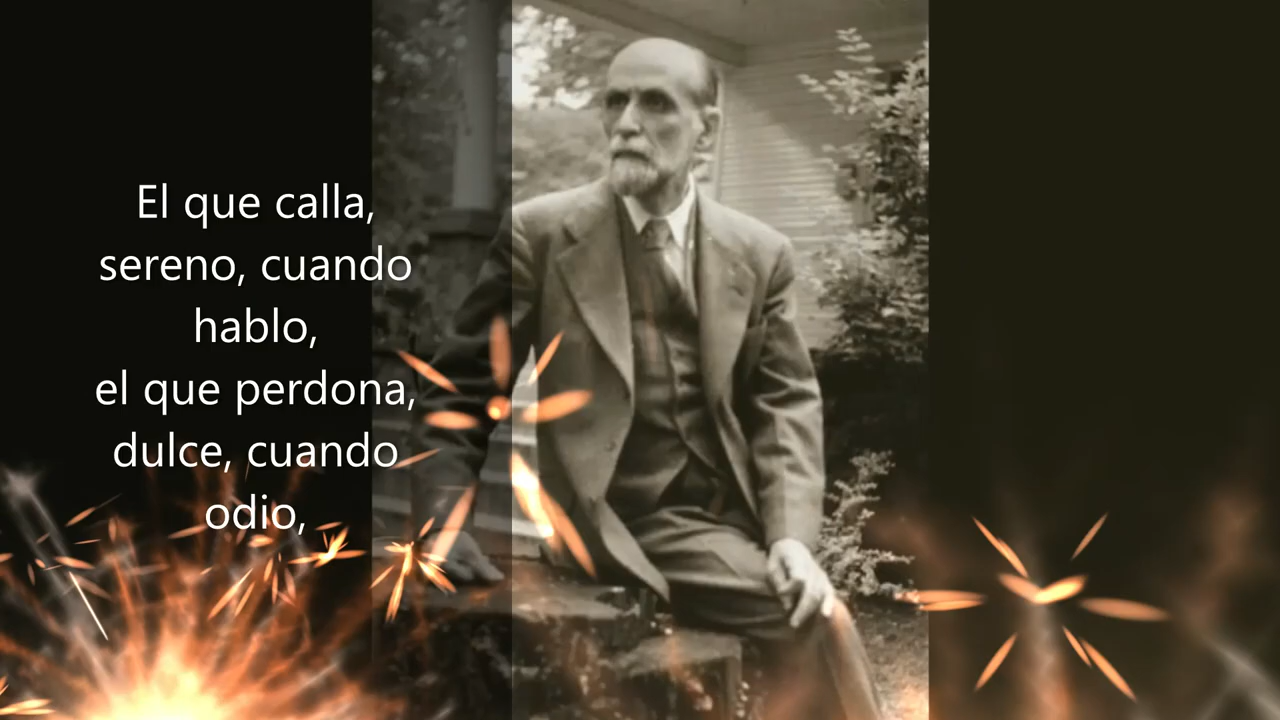 El que calla,
sereno, cuando
hablo,
el que perdona,
dulce, cuando
odio,